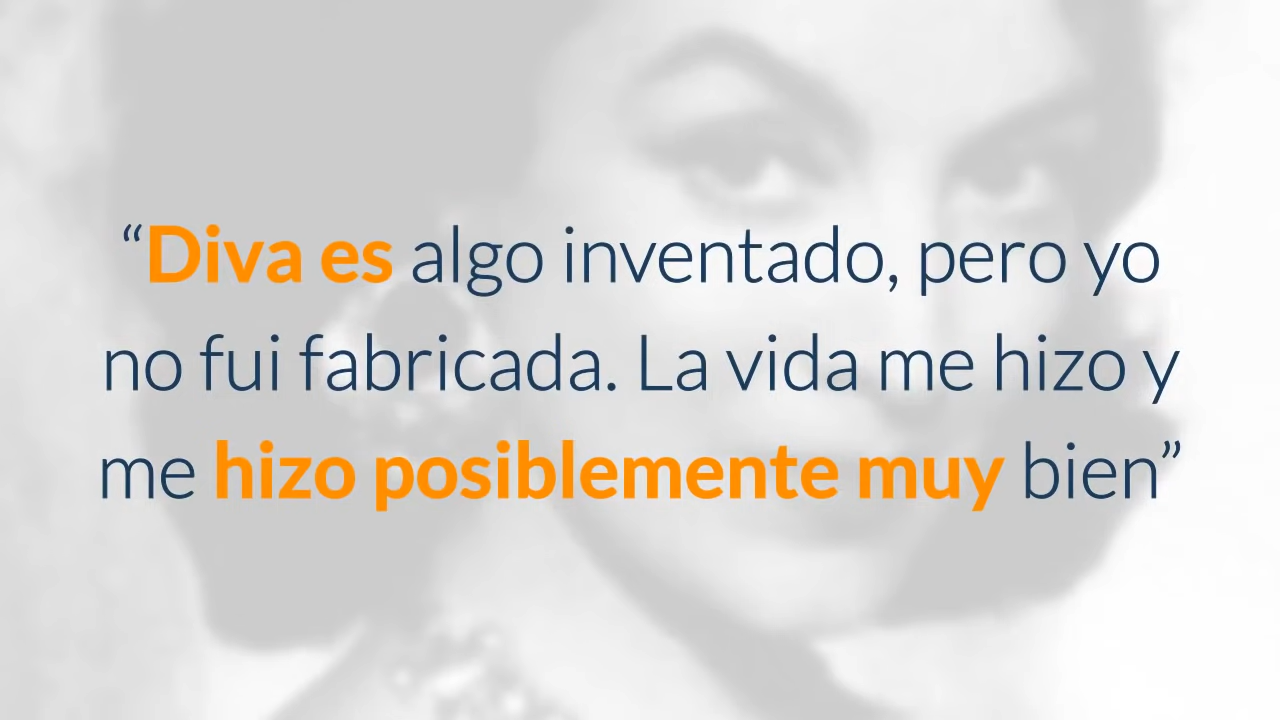 “Diva es algo inventado, pero yo
no fui fabricada. La vida me hizo y
me hizo posiblemente muy bien”